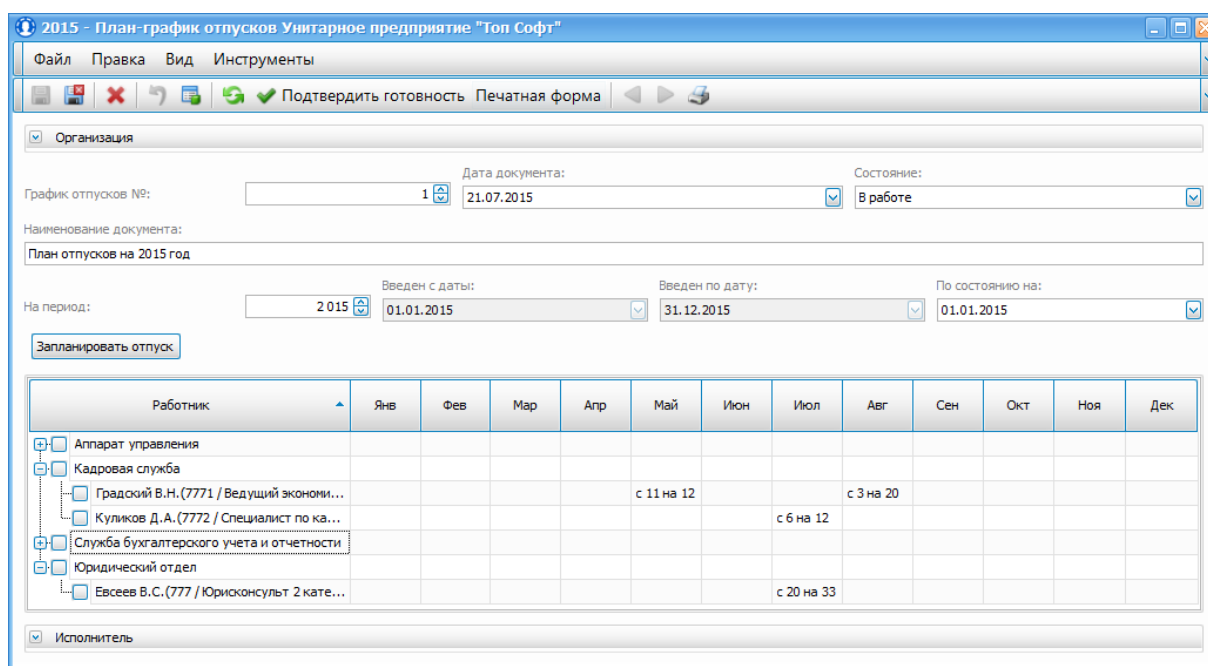 2015 - План-график отпусков Унитарное предприятие "Топ Софт"
Файл Правка Вид Инструменты
Подтвердить готовность Печатная форма
Организация
Дата документа: Состояние:
График отпусков №: 1 21.07.2015 В работе
Наименование документа:
План отпусков на 2015 год
Введен с даты: Введен по дату: По состоянию на:
На период: 2 015 01.01.2015 31.12.2015 01.01.2015
Запланировать отпуск
Работник Янв Фев Мар Апр Май Июн Июл Авг Сен Окт Ноя Дек
Аппарат управления
Кадровая служба
Градский В.Н.(7771 / Ведущий экономи... с 11 на 12 с 3 на 20
Куликов Д.А.(7772 / Специалист по ка... с 6 на 12
Служба бухгалтерского учета и отчетности
Юридический отдел
Евсеев В.С.(777 / Юрисконсульт 2 кате... с 20 на 33
Исполнитель